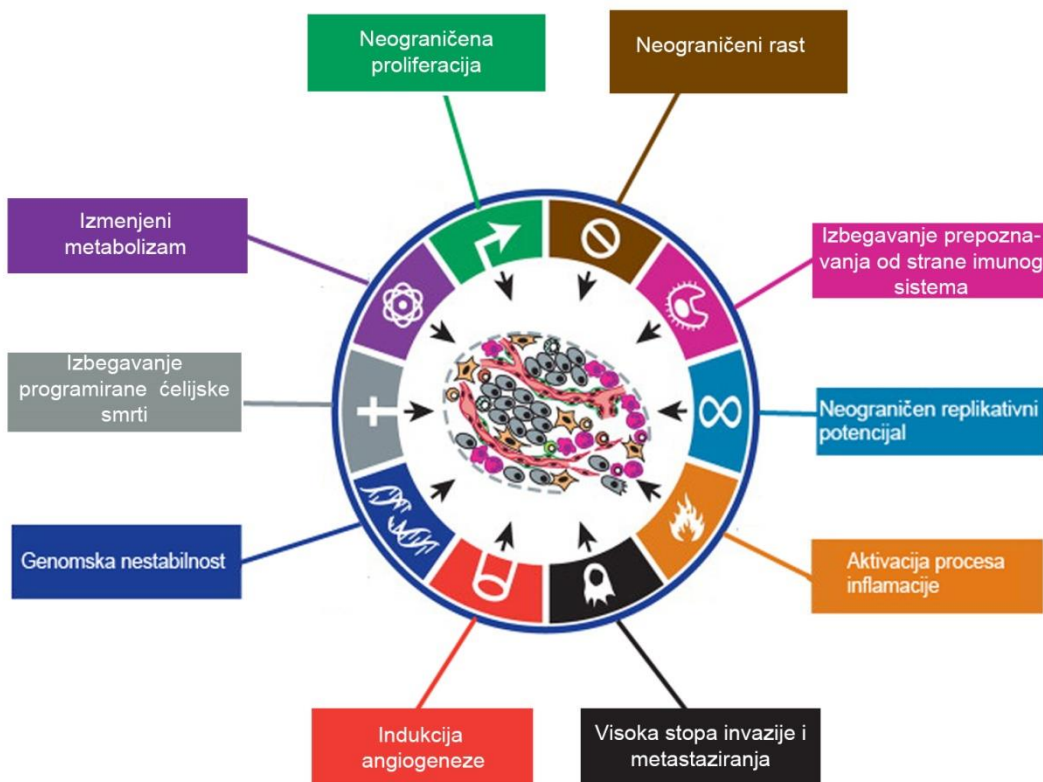 Neograničena
proliferacija
Neograničeni rast
Izmenjeni
metabolizam
Izbegavanje prepozna-
vanja od strane imunog
sistema
Izbegavanje
programirane ćelijske
smrti
Neograničen replikativni
potencijal
Genomska nestabilnost
Aktivacija procesa
inflamacije
Indukcija
angiogeneze
Visoka stopa invazije i
metastaziranja